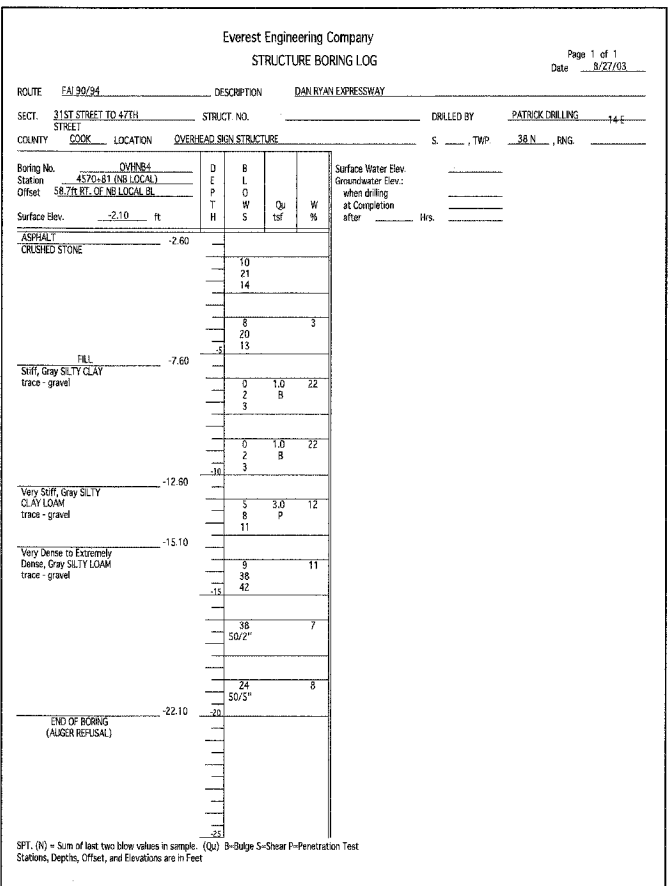 Everest Engineering Company
STRUCTURE BORING LOG
Page 1 of 1
Date 8/27/03
ROUTE FAI 90/94 DESCRIPTION DAN RYAN EXPRESSWAY
SECT. 31ST STREET TO 47TH STREET STRUCT. NO. DRILLED BY PATRICK DRILLING
COUNTY COOK LOCATION OVERHEAD SIGN STRUCTURE S. , TWP. 38 N , RNG. 14 E
Boring No. OVHNB4
Station 4570+81 (NB LOCAL)
Offset 58.7ft RT. OF NB LOCAL BL
Surface Elev. -2.10 ft
DEPTH
BLOWS
Qu tsf
W %
Surface Water Elev.
Groundwater Elev.:
when drilling
at Completion
after Hrs.
ASPHALT -2.60
CRUSHED STONE
10
21
14
8 3
20
-5 13
FILL -7.60
Stiff, Gray SILTY CLAY
trace - gravel
0 1.0 22
2 B
3
0 1.0 22
2 B
-10 3
-12.60
Very Stiff, Gray SILTY
CLAY LOAM
trace - gravel
5 3.0 12
8 P
11
-15.10
Very Dense to Extremely
Dense, Gray SILTY LOAM
trace - gravel
9 11
38
-15 42
38 7
50/2"
24 8
50/5"
-22.10 -20
END OF BORING
(AUGER REFUSAL)
-25
SPT. (N) = Sum of last two blow values in sample. (Qu) B=Bulge S=Shear P=Penetration Test
Stations, Depths, Offset, and Elevations are in Feet